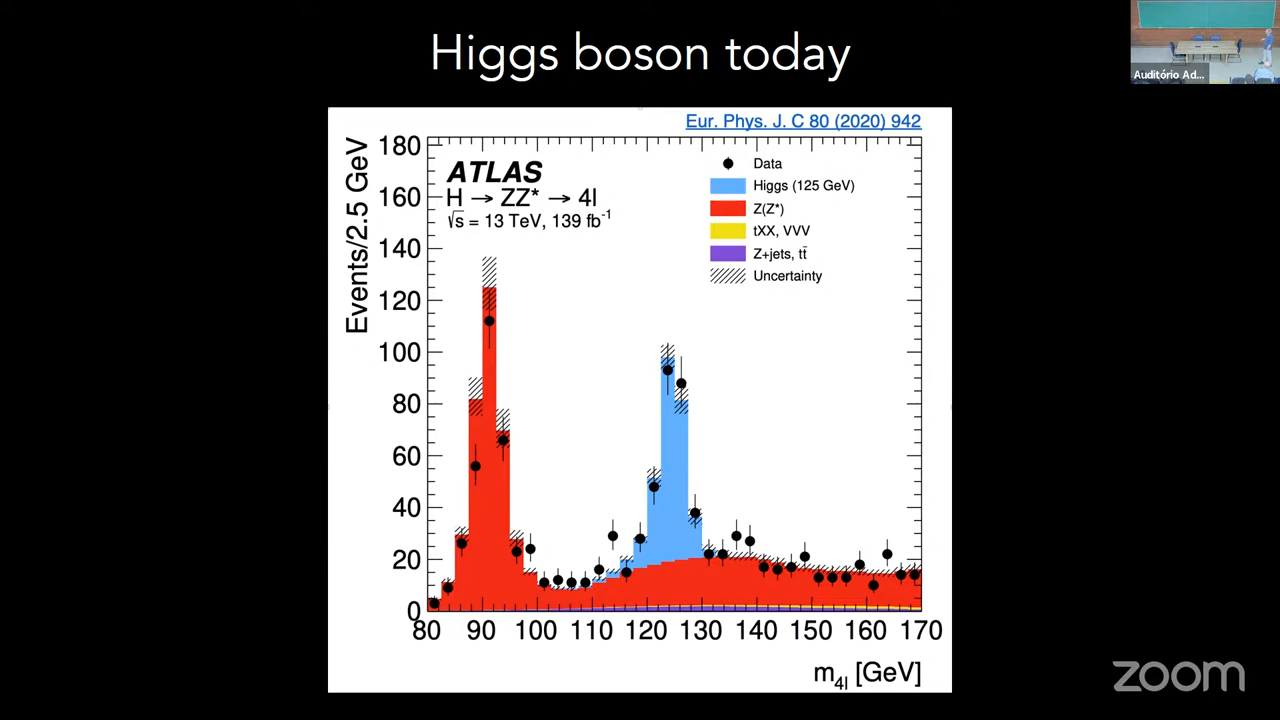 Higgs boson today
Auditório Ad...
Eur. Phys. J. C 80 (2020) 942
Events/2.5 GeV
180
160
140
120
100
80
60
40
20
0
ATLAS
H → ZZ* → 4l
√s = 13 TeV, 139 fb⁻¹
Data
Higgs (125 GeV)
Z(Z*)
tXX, VVV
Z+jets, tt̄
Uncertainty
80 90 100 110 120 130 140 150 160 170
m4l [GeV]
zoom